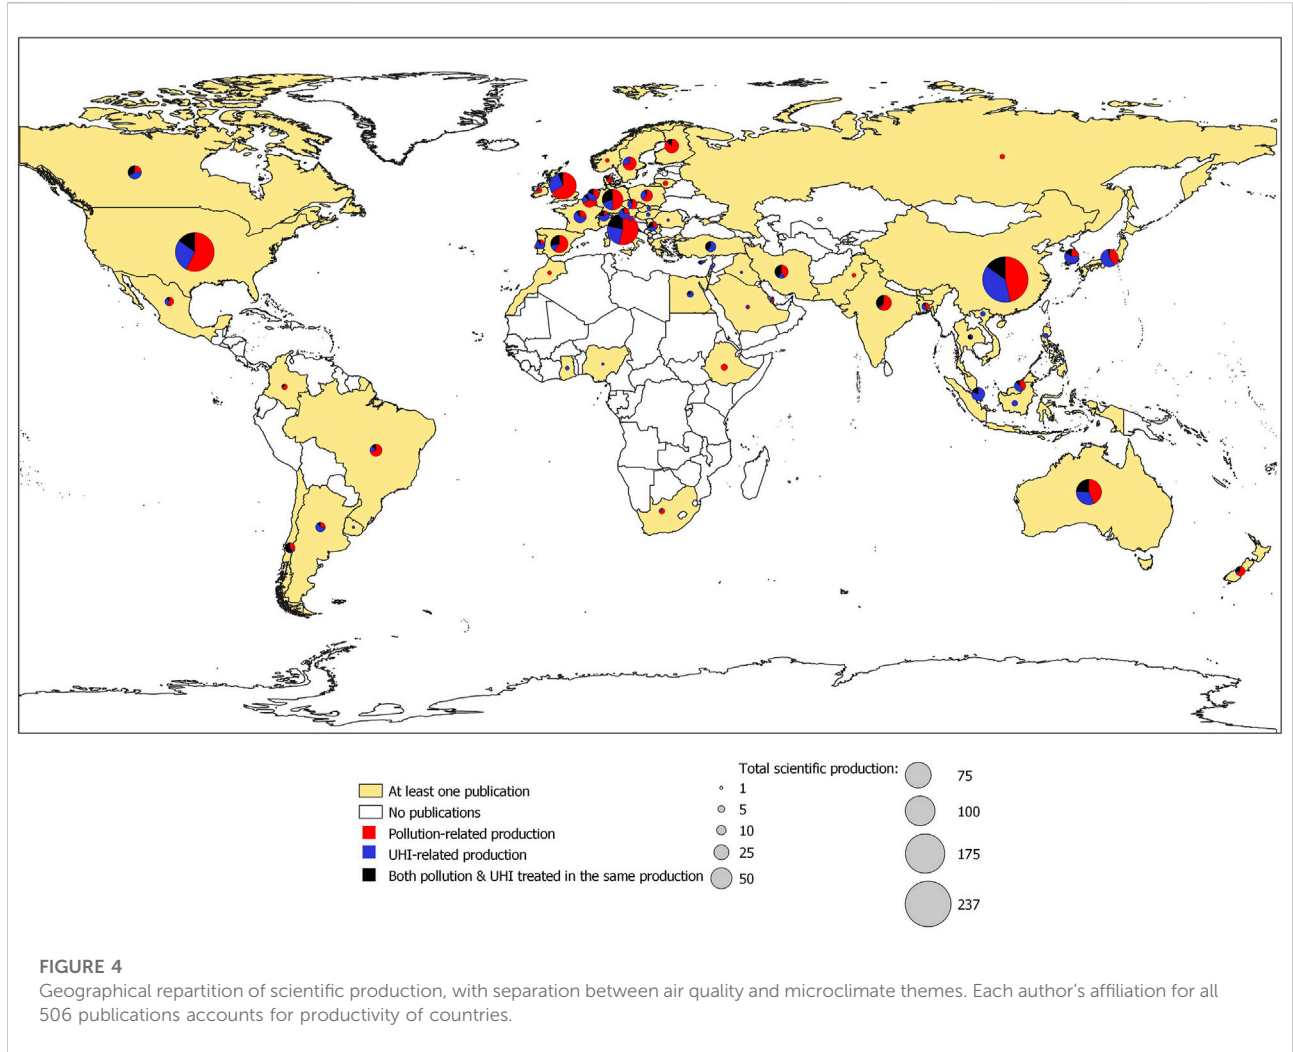 At least one publication
No publications
Pollution-related production
UHI-related production
Both pollution & UHI treated in the same production
Total scientific production:
1
5
10
25
50
75
100
175
237
FIGURE 4
Geographical repartition of scientific production, with separation between air quality and microclimate themes. Each author's affiliation for all
506 publications accounts for productivity of countries.